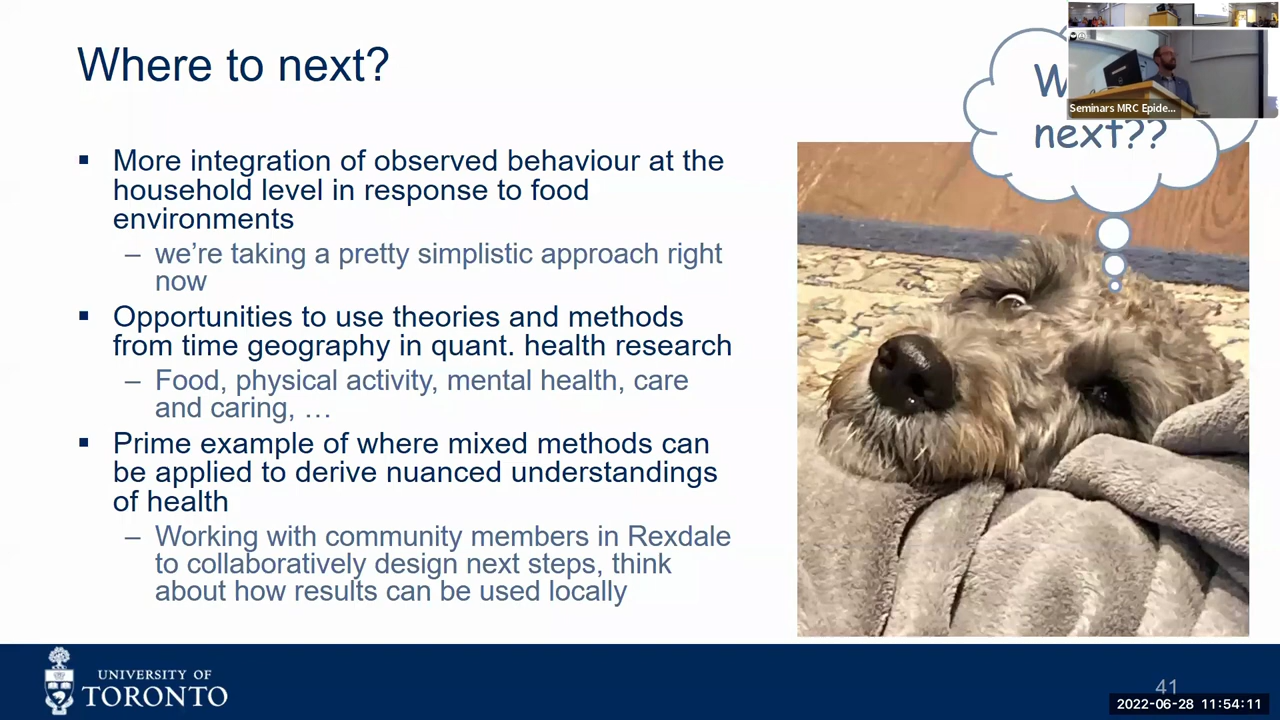 Where to next?
next??
Seminars MRC Epide...
▪ More integration of observed behaviour at the
household level in response to food
environments
– we’re taking a pretty simplistic approach right
now
▪ Opportunities to use theories and methods
from time geography in quant. health research
– Food, physical activity, mental health, care
and caring, …
▪ Prime example of where mixed methods can
be applied to derive nuanced understandings
of health
– Working with community members in Rexdale
to collaboratively design next steps, think
about how results can be used locally
UNIVERSITY OF
TORONTO
41
2022-06-28 11:54:11